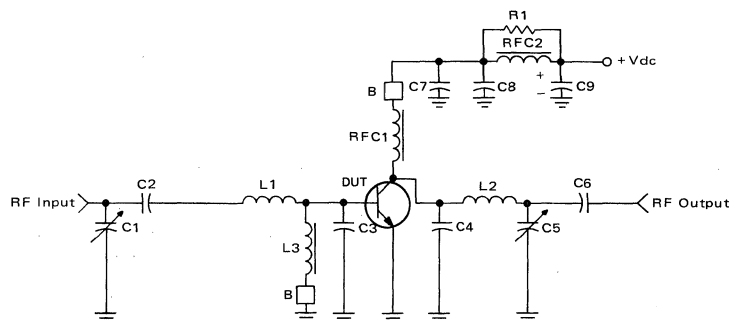 R1
RFC2
+Vdc
B
C7
C8
+
−
C9
RFC1
DUT
RF Input
C2
L1
L2
C6
RF Output
C1
L3
C3
C4
C5
B